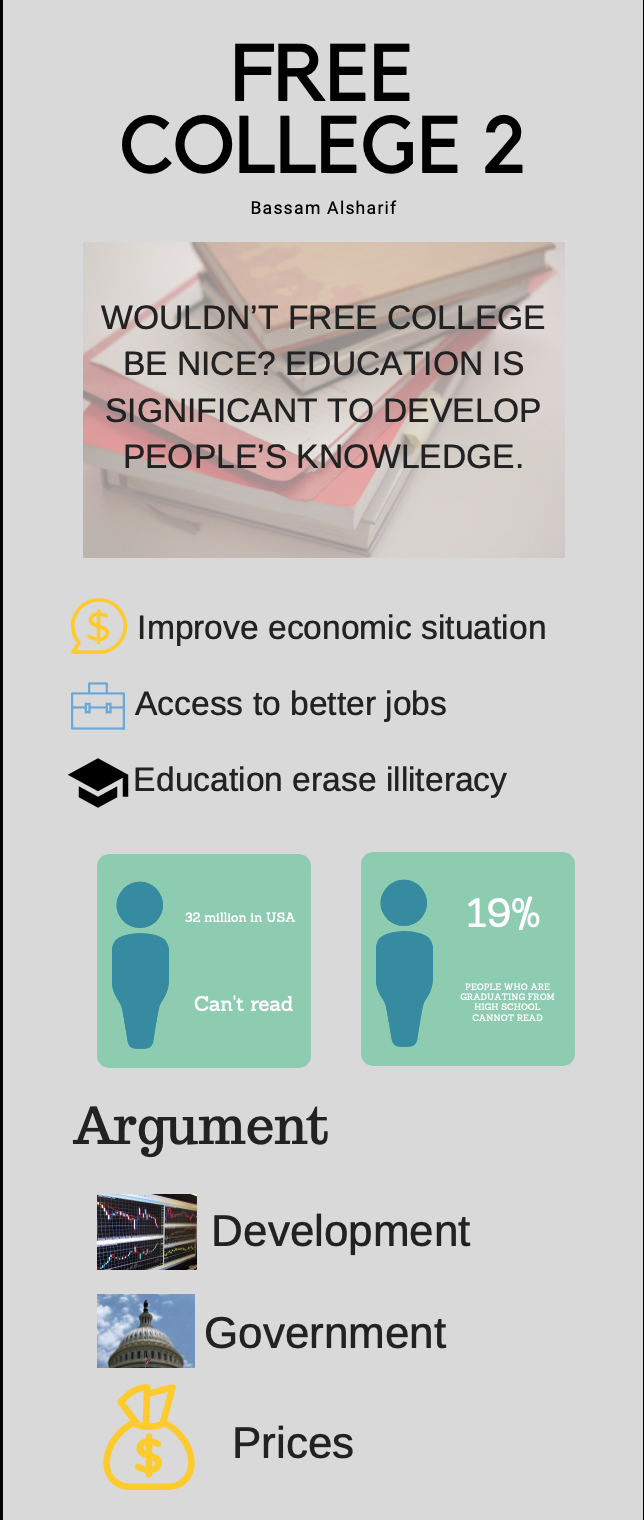 FREE
COLLEGE 2
Bassam Alsharif
WOULDN'T FREE COLLEGE
BE NICE? EDUCATION IS
SIGNIFICANT TO DEVELOP
PEOPLE'S KNOWLEDGE.
Improve economic situation
Access to better jobs
Education erase illiteracy
32 million in USA
Can't read
19%
PEOPLE WHO ARE
GRADUATING FROM
HIGH SCHOOL
CANNOT READ
Argument
Development
Government
Prices